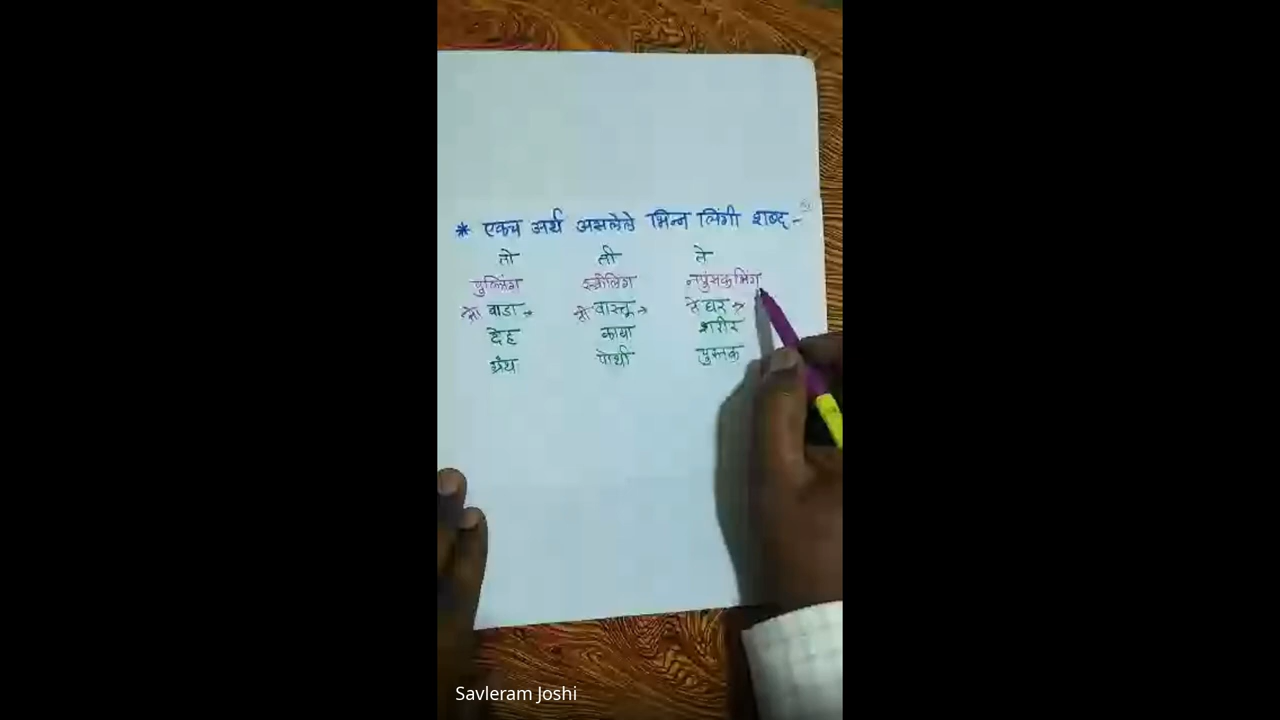 * एकच अर्थ असलेले भिन्न लिंगी शब्द -
तो ती ते
पुल्लिंग स्त्रीलिंग नपुंसकलिंग
तो वाडा → ती वास्तू → ते घर →
देह काया शरीर
ग्रंथ पोथी पुस्तक
Savleram Joshi